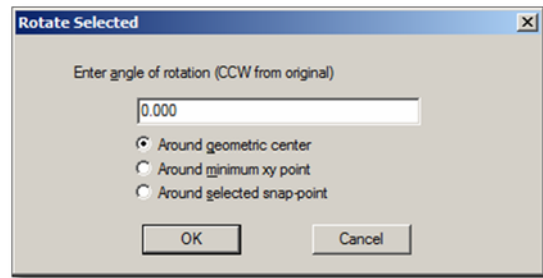 Rotate Selected
Enter angle of rotation (CCW from original)
0.000
Around geometric center
Around minimum xy point
Around selected snap-point
OK Cancel